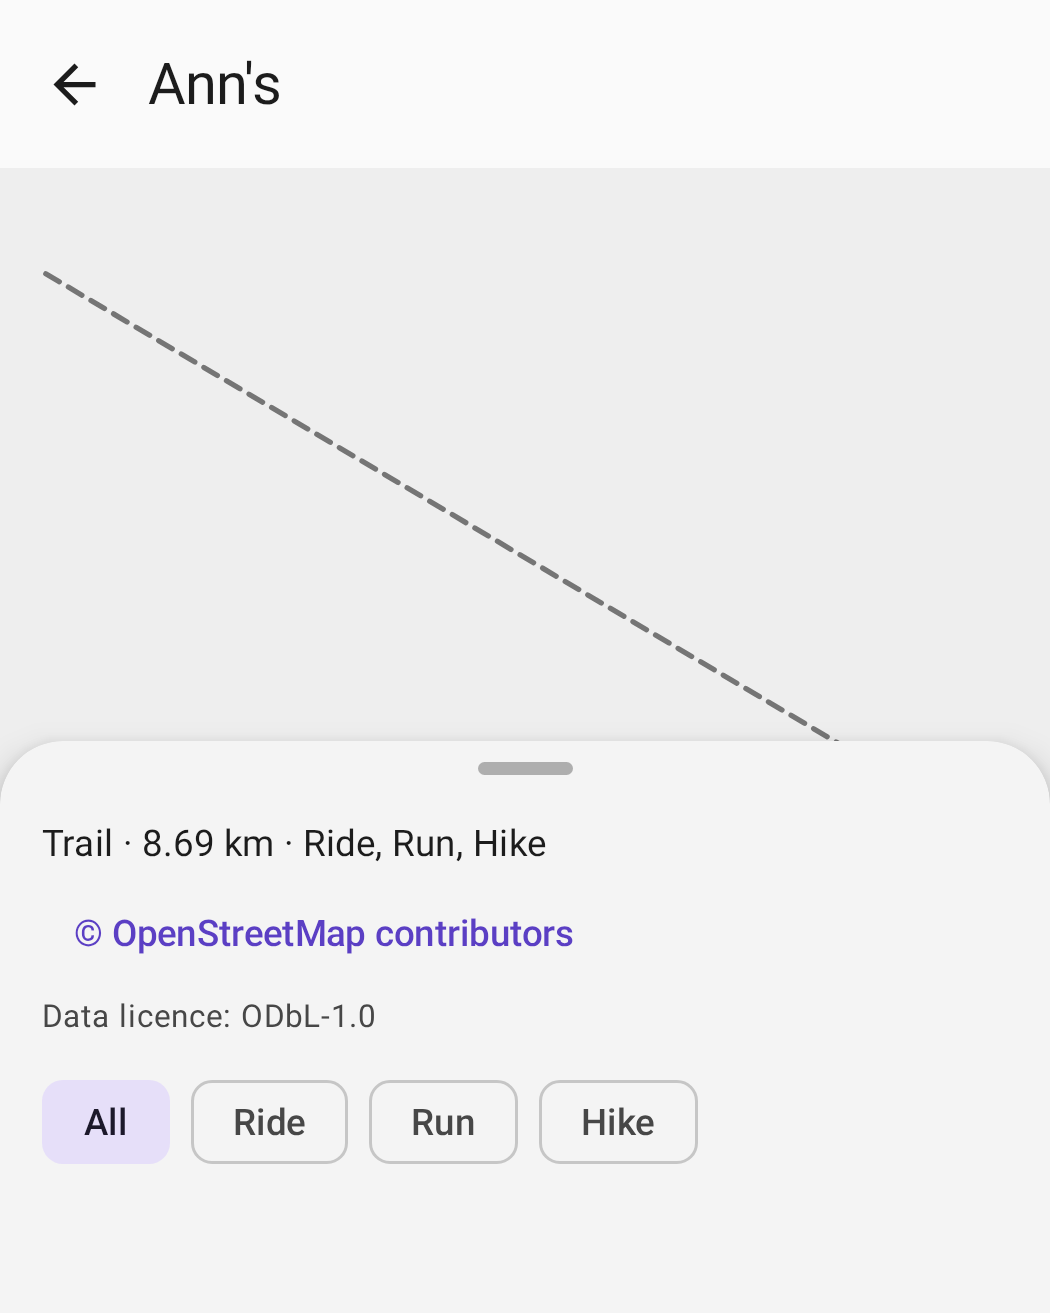 Ann's
Trail · 8.69 km · Ride, Run, Hike
© OpenStreetMap contributors
Data licence: ODbL-1.0
All Ride Run Hike